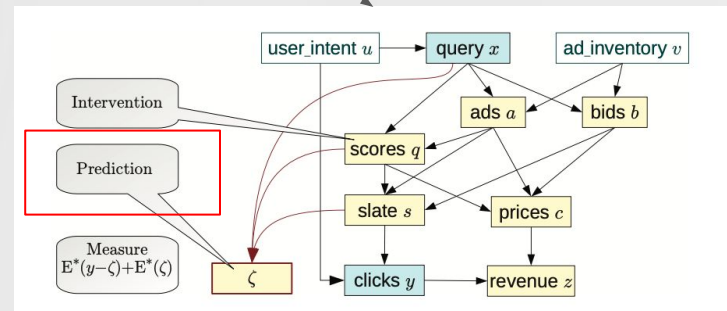 user_intent u
query x
ad_inventory v
Intervention
ads a
bids b
scores q
Prediction
slate s
prices c
Measure
E*(y−ζ)+E*(ζ)
ζ
clicks y
revenue z